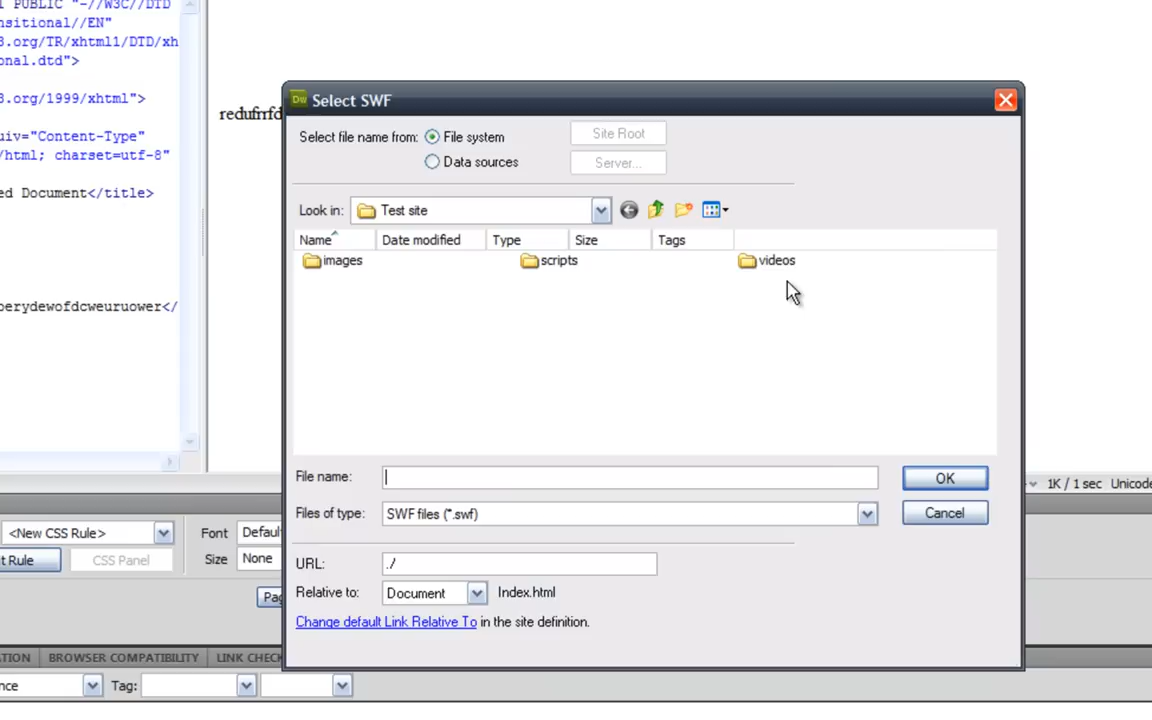 l PUBLIC "-//W3C//DTD
nsitional//EN"
3.org/TR/xhtml1/DTD/xh
onal.dtd">
3.org/1999/xhtml">
uiv="Content-Type"
/html; charset=utf-8"
ed Document</title>
perydewofdcweuruower</
redufrrfd
Dw Select SWF
Select file name from: File system Site Root
Data sources Server...
Look in: Test site
Name Date modified Type Size Tags
images scripts videos
File name: OK
Files of type: SWF files (*.swf) Cancel
URL: ./
Relative to: Document Index.html
Change default Link Relative To in the site definition.
1K / 1 sec Unicode
<New CSS Rule> Font Defaul
t Rule CSS Panel Size None
Pag
ATION BROWSER COMPATIBILITY LINK CHECK
nce Tag: